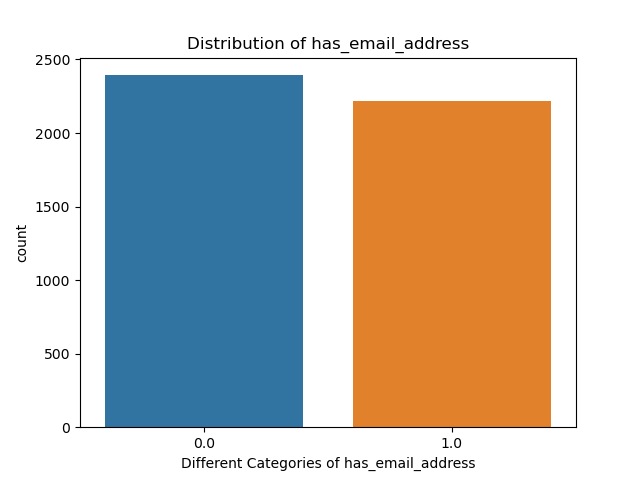 Distribution of has_email_address
2500
2000
1500
1000
500
0
count
0.0 1.0
Different Categories of has_email_address